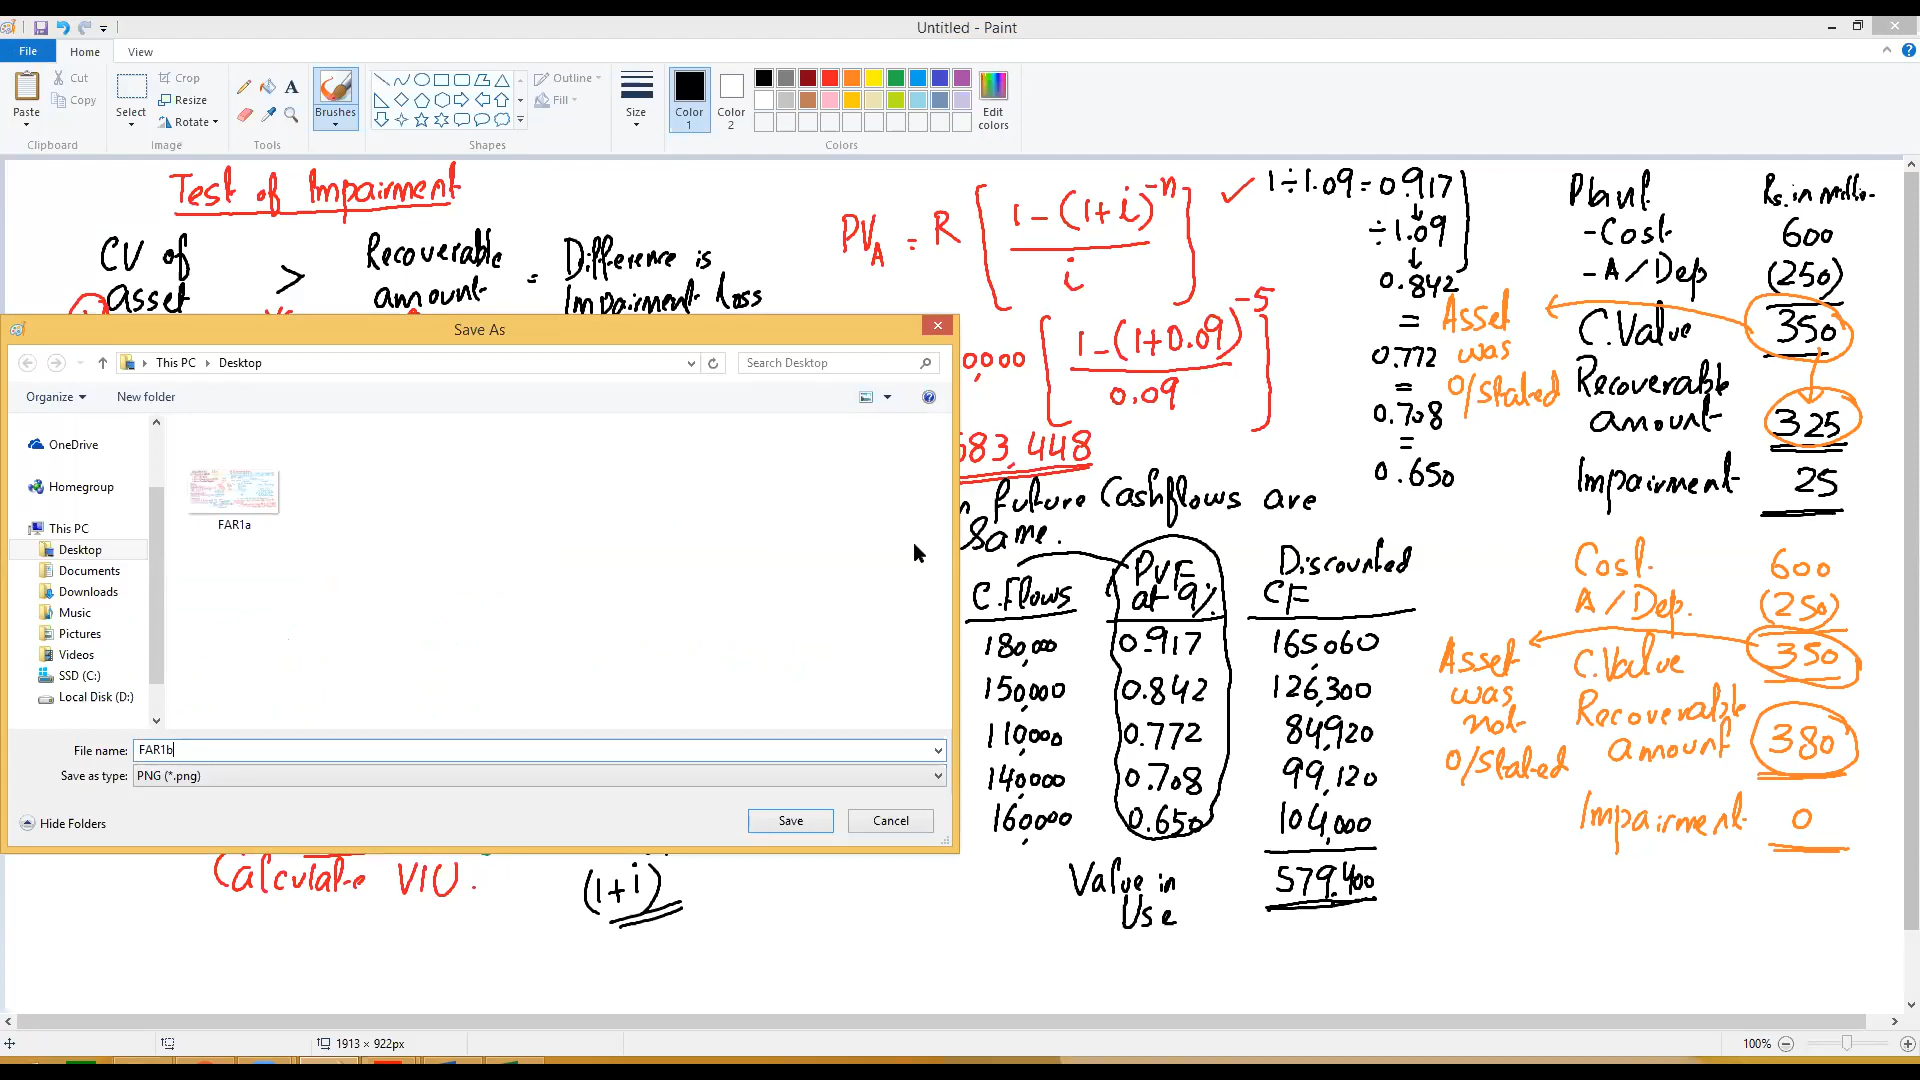 Untitled - Paint
File
Home
View
Paste
Cut
Copy
Clipboard
Select
Crop
Resize
Rotate
Image
A
Tools
Brushes
Shapes
Outline
Fill
Size
Color 1
Color 2
Edit colors
Colors
Test of Impairment
CV of asset > Recoverable amount = Difference is Impairment Loss
PV_A = R [ 1 - (1+i)^-n / i ] ✓
0,000 [ 1 - (1+0.09)^-5 / 0.09 ]
683,448
n future Cashflows are
Same.
1÷1.09=0.917
↓
÷1.09
↓
0.842
=
0.772
=
0.708
=
0.650
Plant Rs. in millio
-Cost 600
-A/Dep (250)
C.Value 350
Recoverable amount 325
Impairment 25
Asset
was
O/Stated
C.Flows PVF at 9% Discounted CF
180,000 0.917 165,060
150,000 0.842 126,300
110,000 0.772 84,920
140,000 0.708 99,120
160,000 0.650 104,000
Value in Use 579,400
Cost 600
A/Dep. (250)
C.Value 350
Recoverable amount 380
Impairment 0
Asset
was
not
O/Stated
Calculate VIU.
(1+i)
Save As
This PC
Desktop
Search Desktop
Organize
New folder
OneDrive
Homegroup
This PC
Desktop
Documents
Downloads
Music
Pictures
Videos
SSD (C:)
Local Disk (D:)
FAR1a
File name: FAR1b
Save as type: PNG (*.png)
Hide Folders
Save
Cancel
1913 × 922px
100%